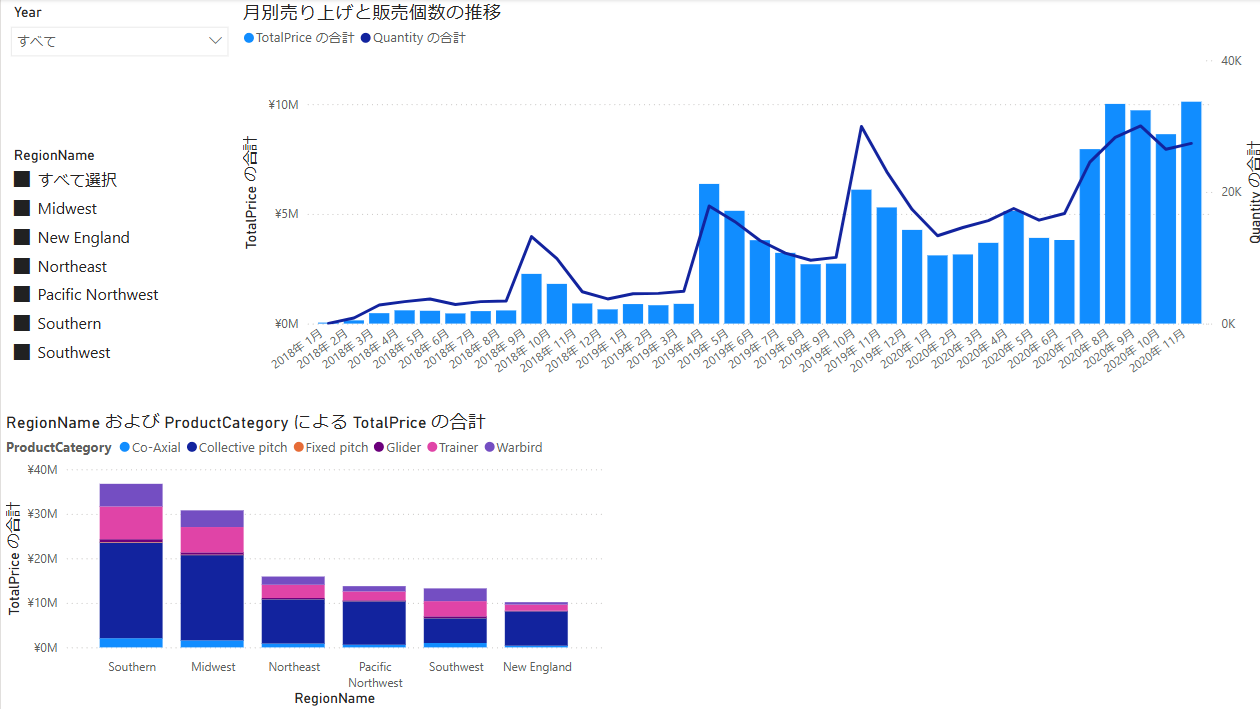 Year
すべて
RegionName
すべて選択
Midwest
New England
Northeast
Pacific Northwest
Southern
Southwest
月別売り上げと販売個数の推移
TotalPrice の合計 Quantity の合計
TotalPrice の合計
¥10M
¥5M
¥0M
40K
20K
0K
Quantity の合計
2018年 1月
2018年 2月
2018年 3月
2018年 4月
2018年 5月
2018年 6月
2018年 7月
2018年 8月
2018年 9月
2018年 10月
2018年 11月
2018年 12月
2019年 1月
2019年 2月
2019年 3月
2019年 4月
2019年 5月
2019年 6月
2019年 7月
2019年 8月
2019年 9月
2019年 10月
2019年 11月
2019年 12月
2020年 1月
2020年 2月
2020年 3月
2020年 4月
2020年 5月
2020年 6月
2020年 7月
2020年 8月
2020年 9月
2020年 10月
2020年 11月
RegionName および ProductCategory による TotalPrice の合計
ProductCategory Co-Axial Collective pitch Fixed pitch Glider Trainer Warbird
TotalPrice の合計
¥40M
¥30M
¥20M
¥10M
¥0M
Southern
Midwest
Northeast
Pacific
Northwest
Southwest
New England
RegionName